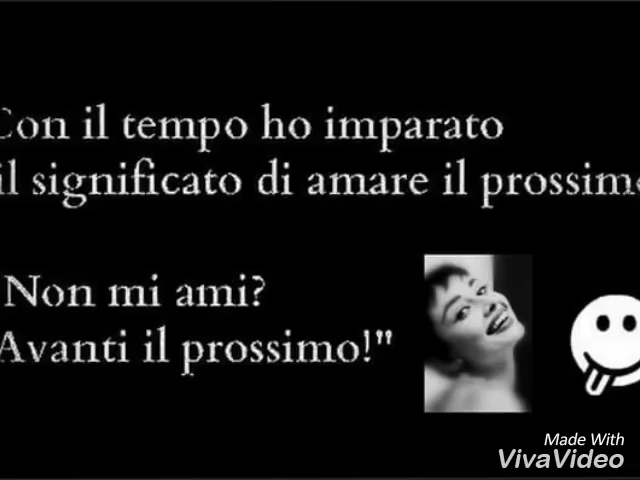 Con il tempo ho imparato
il significato di amare il prossimo
Non mi ami?
Avanti il prossimo!"
Made With
VivaVideo